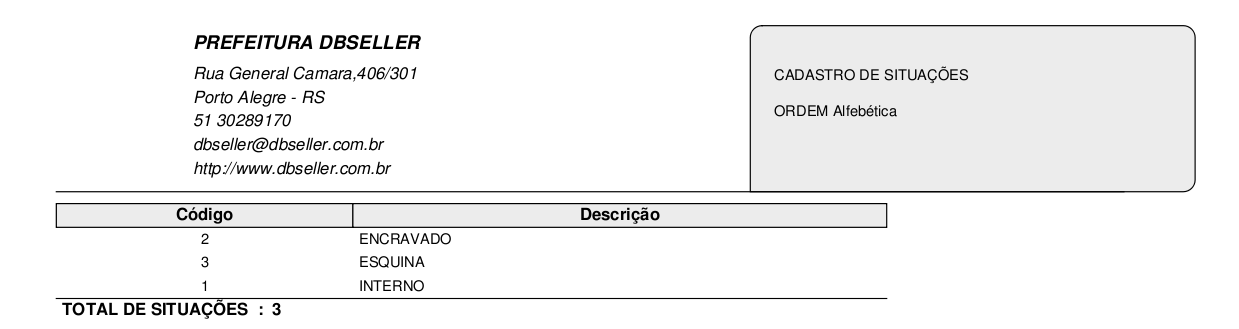 PREFEITURA DBSELLER
Rua General Camara,406/301
Porto Alegre - RS
51 30289170
dbseller@dbseller.com.br
http://www.dbseller.com.br
CADASTRO DE SITUAÇÕES
ORDEM Alfebética
Código Descrição
2 ENCRAVADO
3 ESQUINA
1 INTERNO
TOTAL DE SITUAÇÕES : 3